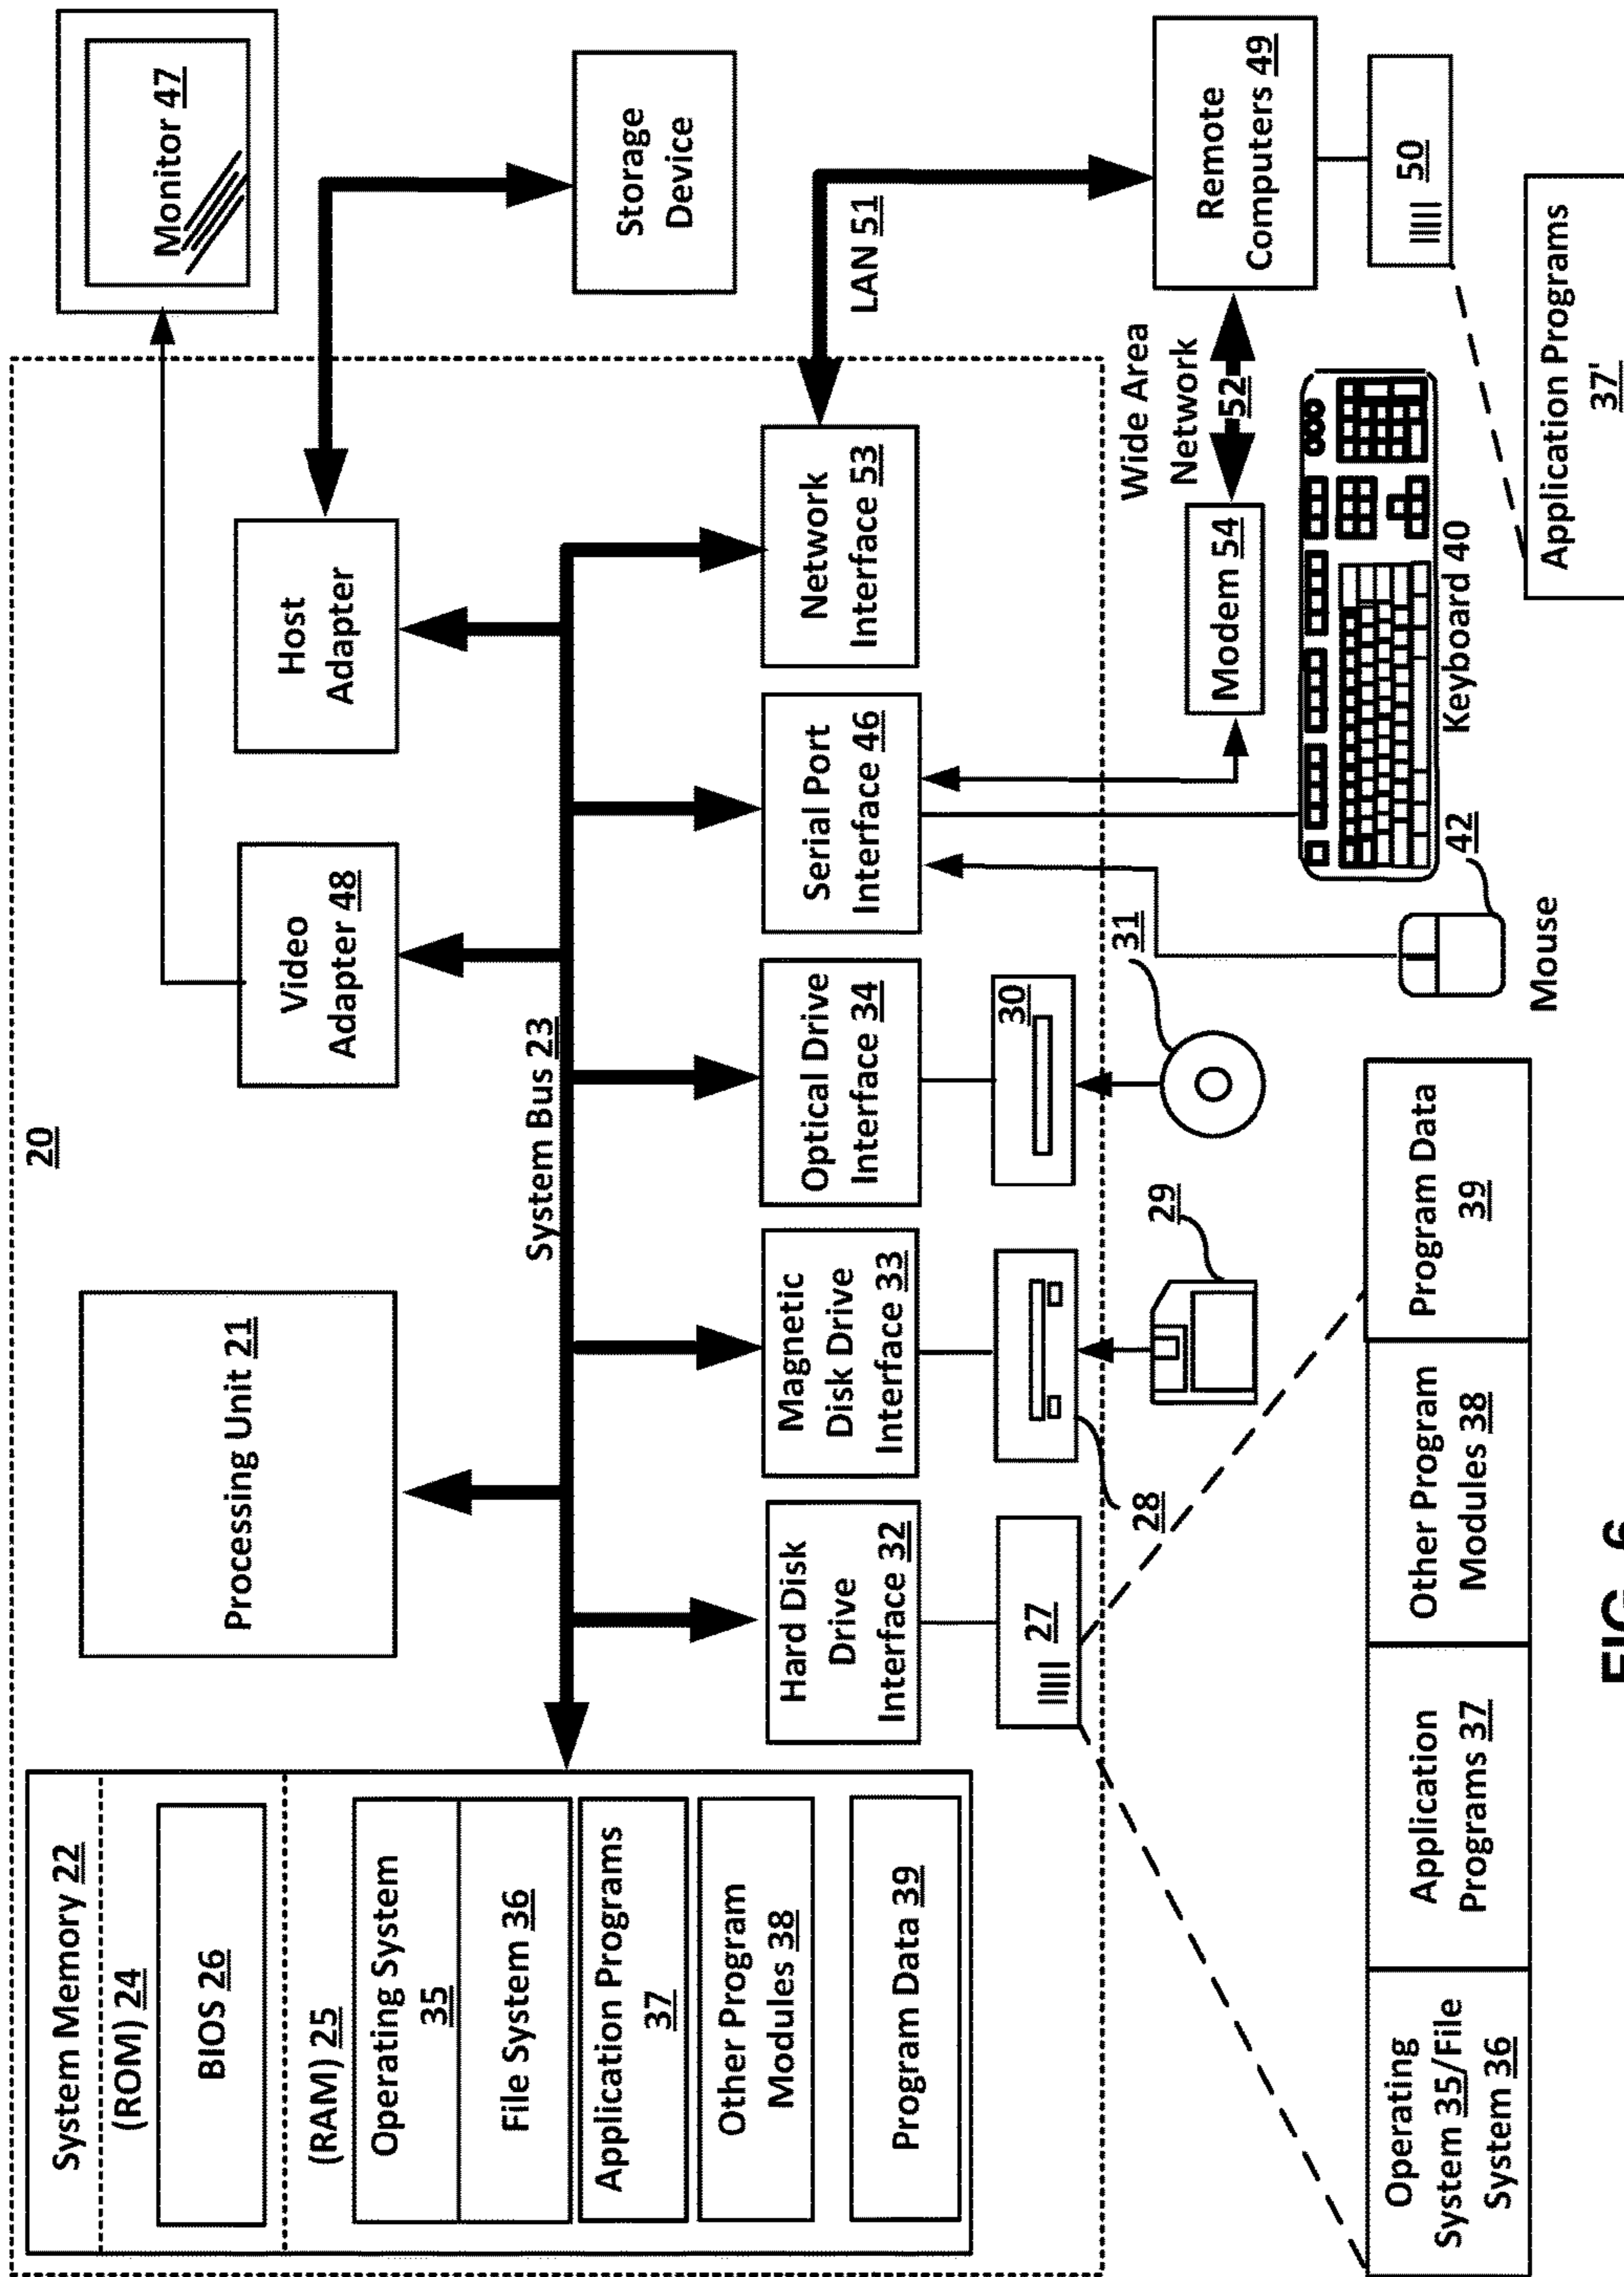 20
System Memory 22
(ROM) 24
BIOS 26
(RAM) 25
Operating System
35
File System 36
Application Programs
37
Other Program
Modules 38
Program Data 39
Processing Unit 21
Video
Adapter 48
Host
Adapter
Monitor 47
System Bus 23
Storage
Device
Hard Disk
Drive
Interface 32
Magnetic
Disk Drive
Interface 33
Optical Drive
Interface 34
Serial Port
Interface 46
Network
Interface 53
LAN 51
27
28
29
30
31
Wide Area
Network
52
Modem 54
Remote
Computers 49
50
Keyboard 40
42
Mouse
Application Programs
37'
Operating
System 35/File
System 36
Application
Programs 37
Other Program
Modules 38
Program Data
39
FIG. 6